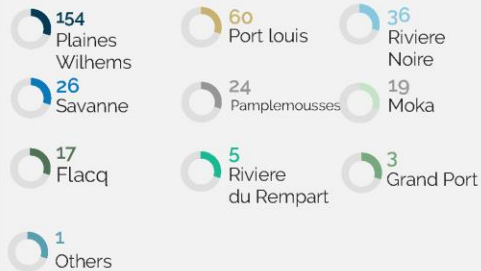 154
Plaines
Wilhems
60
Port louis
36
Riviere
Noire
26
Savanne
24
Pamplemousses
19
Moka
17
Flacq
5
Riviere
du Rempart
3
Grand Port
1
Others